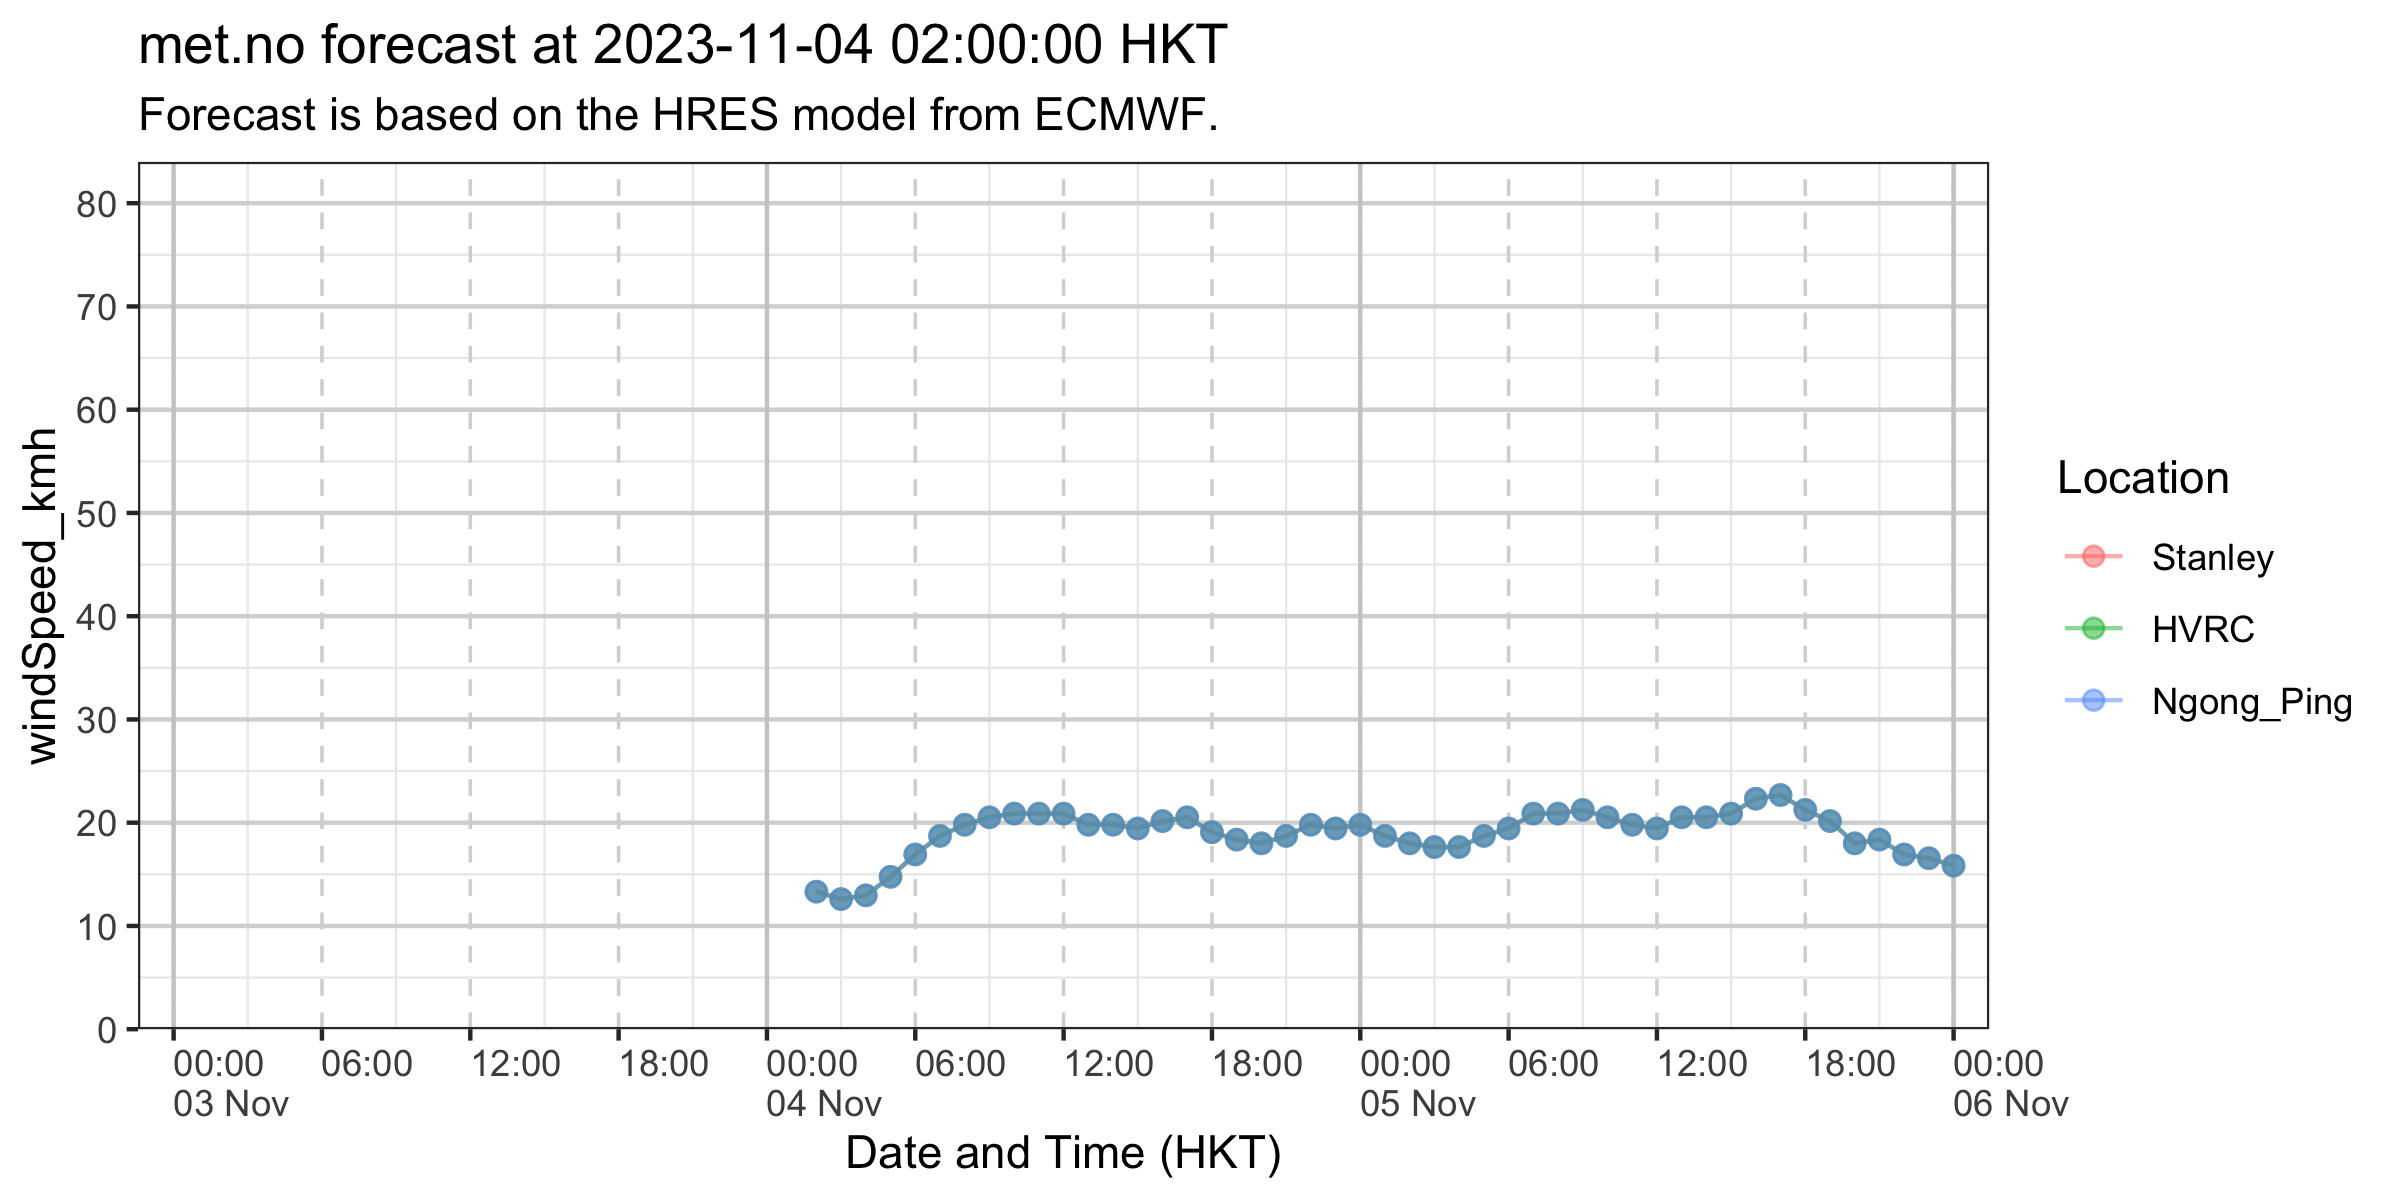 met.no forecast at 2023-11-04 02:00:00 HKT
Forecast is based on the HRES model from ECMWF.
windSpeed_kmh
80
70
60
50
40
30
20
10
0
00:00 06:00 12:00 18:00 00:00 06:00 12:00 18:00 00:00 06:00 12:00 18:00 00:00
03 Nov 04 Nov 05 Nov 06 Nov
Date and Time (HKT)
Location
Stanley
HVRC
Ngong_Ping